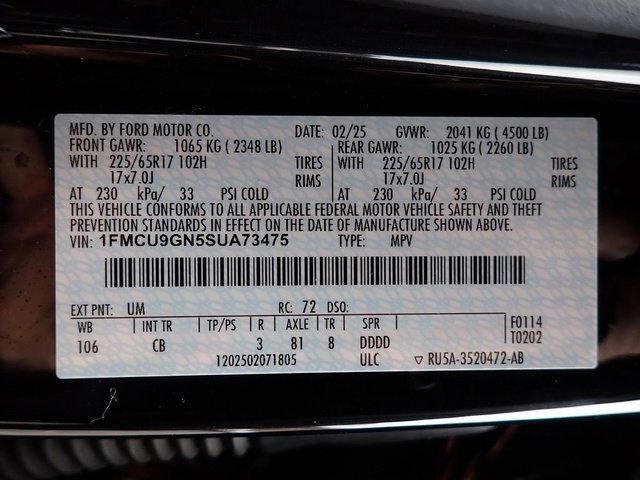 MFD. BY FORD MOTOR CO. DATE: 02/25 GVWR: 2041 KG ( 4500 LB)
FRONT GAWR: 1065 KG ( 2348 LB) REAR GAWR: 1025 KG ( 2260 LB)
WITH 225/65R17 102H TIRES WITH 225/65R17 102H TIRES
17x7.0J RIMS 17x7.0J RIMS
AT 230 kPa/ 33 PSI COLD AT 230 kPa/ 33 PSI COLD
THIS VEHICLE CONFORMS TO ALL APPLICABLE FEDERAL MOTOR VEHICLE SAFETY AND THEFT
PREVENTION STANDARDS IN EFFECT ON THE DATE OF MANUFACTURE SHOWN ABOVE.
VIN: 1FMCU9GN5SUA73475 TYPE: MPV
EXT PNT: UM RC: 72 DSO:
WB INT TR TP/PS R AXLE TR SPR F0114
106 CB 3 81 8 DDDD T0202
1202502071805 ULC ▽ RU5A-3520472-AB